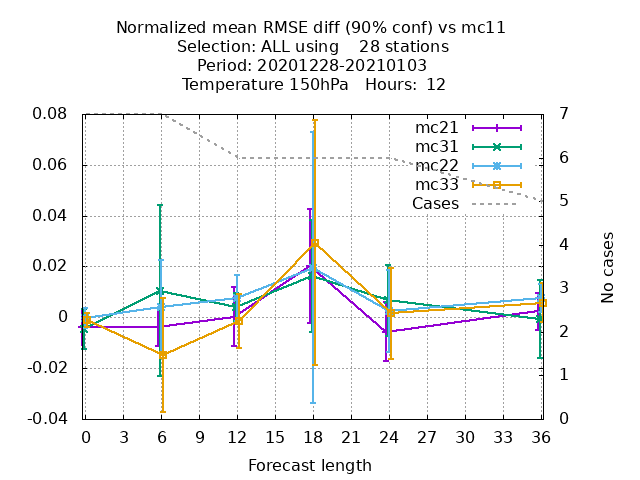 Normalized mean RMSE diff (90% conf) vs mc11
Selection: ALL using    28 stations
Period: 20201228-20210103
Temperature 150hPa   Hours:  12
mc21
mc31
mc22
mc33
Cases
0.08
0.06
0.04
0.02
0
-0.02
-0.04
7
6
5
4
3
2
1
0
No cases
0 3 6 9 12 15 18 21 24 27 30 33 36
Forecast length